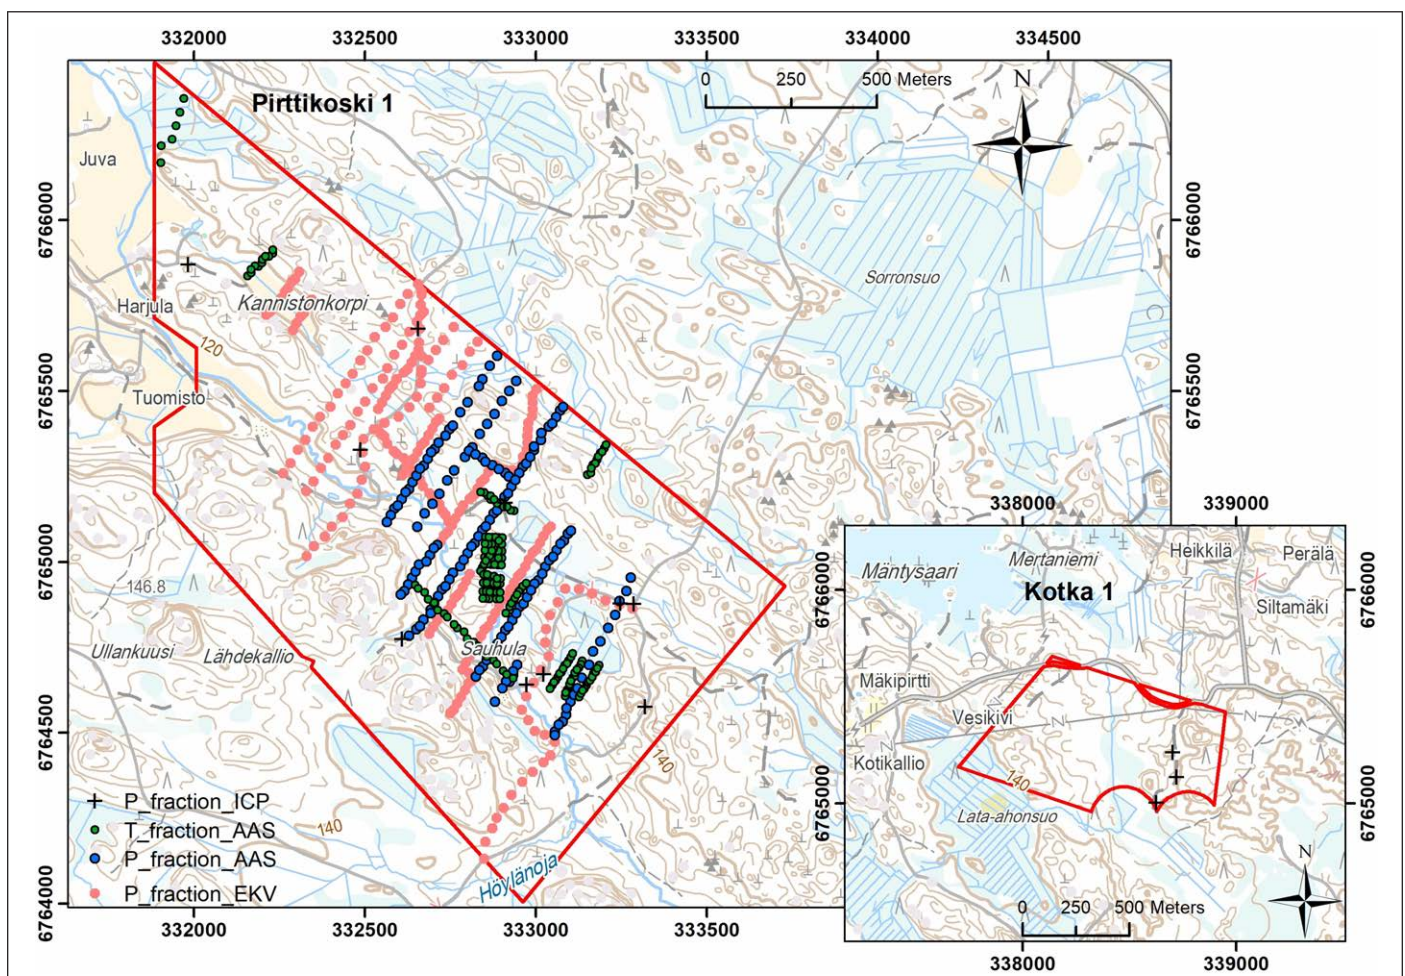 332000 332500 333000 333500 334000 334500
Pirttikoski 1
0 250 500 Meters
N
Juva
6766000
6766000
Sorronsuo
Harjula
Kannistonkorpi
120
Tuomisto
6765500
6765500
338000 339000
Heikkilä
Perälä
Mertaniemi
Mäntysaari
Kotka 1
Siltamäki
6765000
146.8
6766000
6766000
Ullankuusi
Lähdekallio
Sauhula
Mäkipirtti
Vesikivi
Kotikallio
6764500
140
140
Lata-ahonsuo
6765000
6765000
P_fraction_ICP
T_fraction_AAS
P_fraction_AAS
P_fraction_EKV
140
Höylänoja
N
0 250 500 Meters
6764000
332000 332500 333000 333500
338000 339000